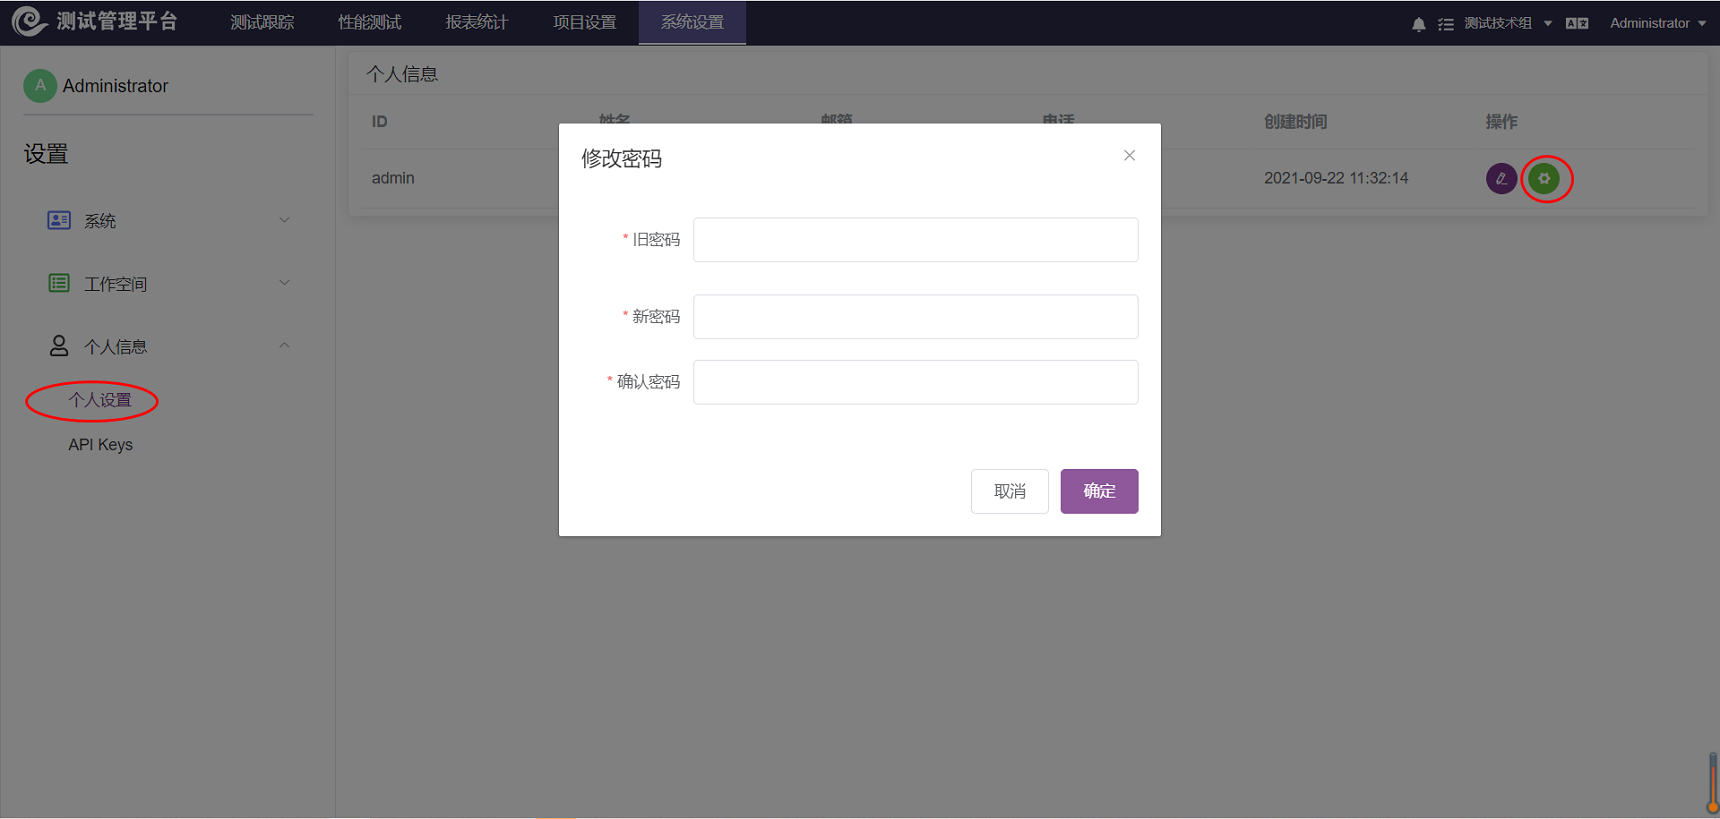 测试管理平台 测试跟踪 性能测试 报表统计 项目设置 系统设置 测试技术组 Administrator
A Administrator
个人信息
ID 姓名 邮箱 电话 创建时间 操作
设置
修改密码
admin 2021-09-22 11:32:14
系统
* 旧密码
工作空间
* 新密码
个人信息
* 确认密码
个人设置
API Keys
取消 确定